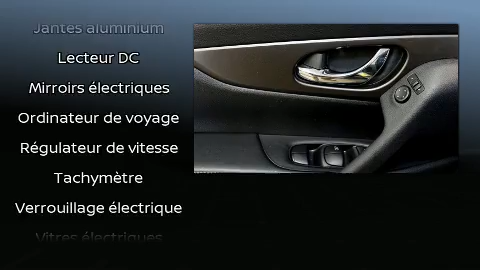 Jantes aluminium
Lecteur DC
Mirroirs électriques
Ordinateur de voyage
Régulateur de vitesse
Tachymètre
Verrouillage électrique
Vitres électriques